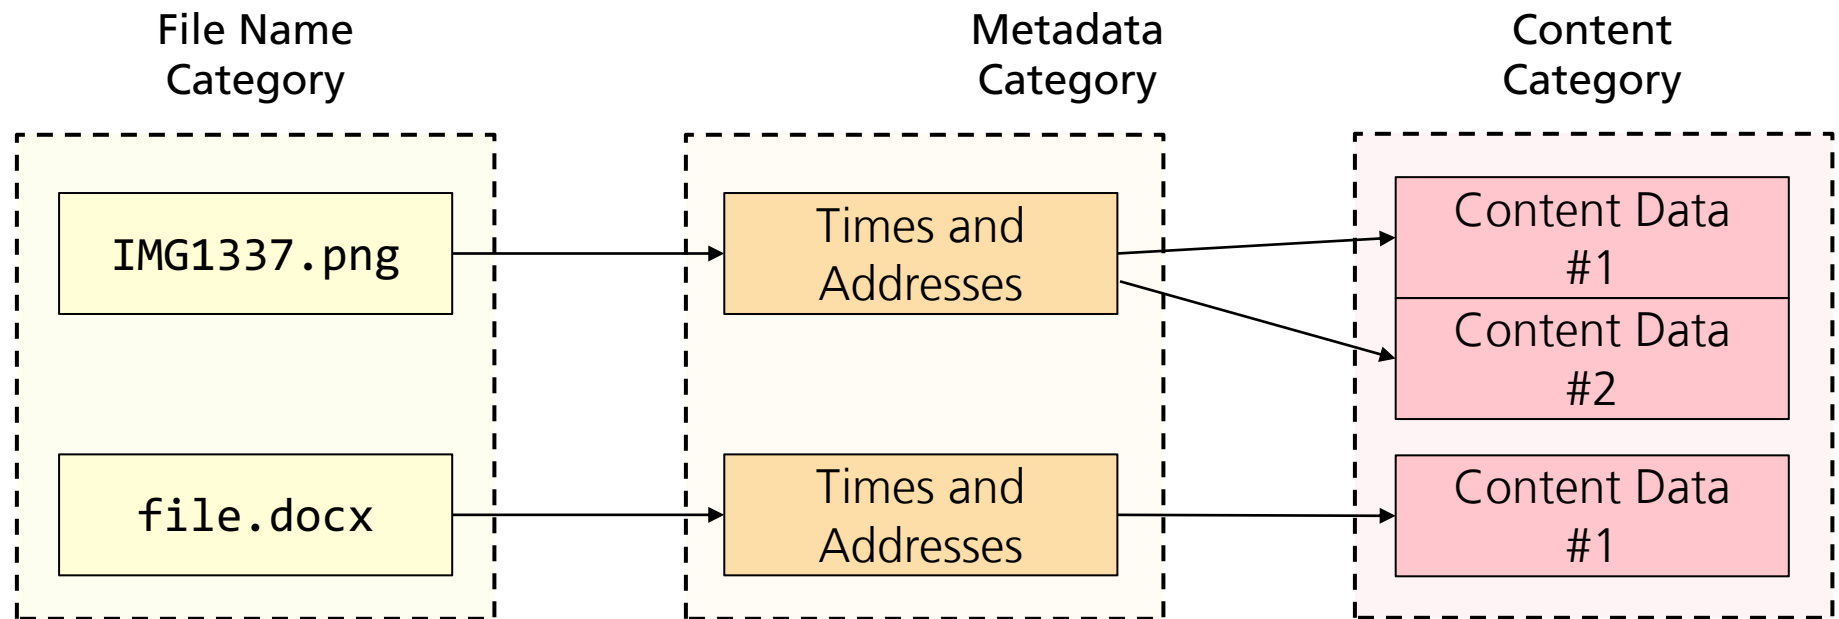 File Name
Category
Metadata
Category
Content
Category
IMG1337.png
Times and
Addresses
Content Data
#1
Content Data
#2
file.docx
Times and
Addresses
Content Data
#1